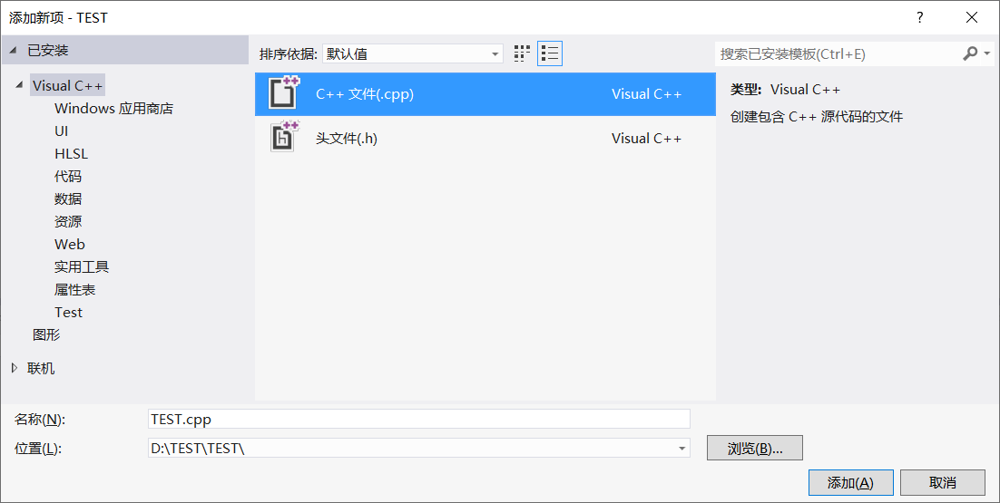 添加新项 - TEST
?
已安装
排序依据: 默认值
搜索已安装模板(Ctrl+E)
Visual C++
Windows 应用商店
UI
HLSL
代码
数据
资源
Web
实用工具
属性表
Test
图形
联机
C++ 文件(.cpp) Visual C++
头文件(.h) Visual C++
类型: Visual C++
创建包含 C++ 源代码的文件
名称(N): TEST.cpp
位置(L): D:\TEST\TEST\
浏览(B)...
添加(A) 取消